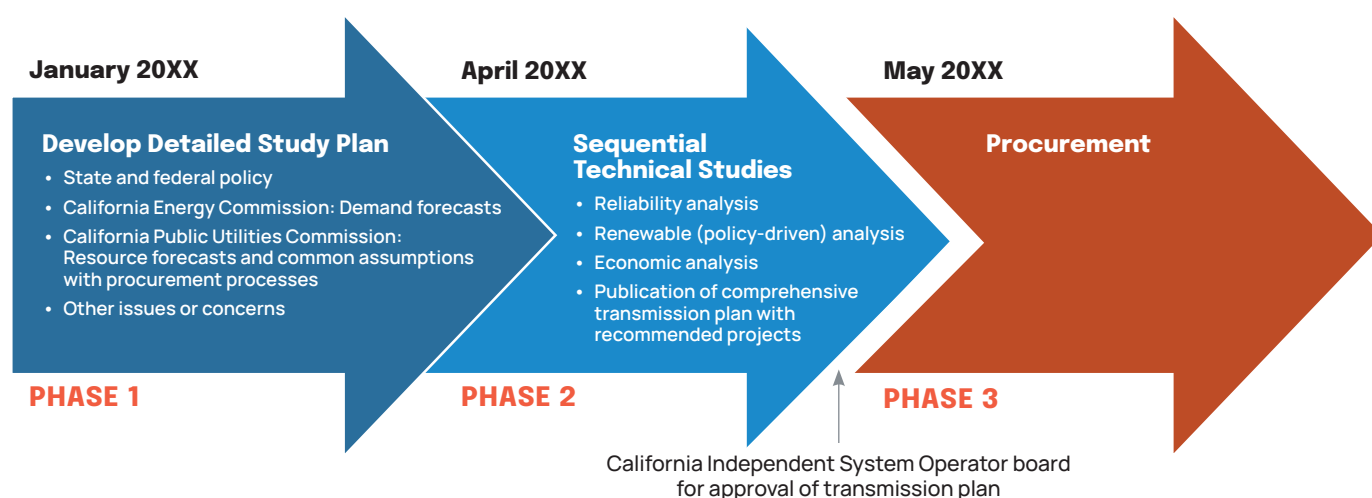 January 20XX
Develop Detailed Study Plan
• State and federal policy
• California Energy Commission: Demand forecasts
• California Public Utilities Commission:
Resource forecasts and common assumptions
with procurement processes
• Other issues or concerns
PHASE 1
April 20XX
Sequential
Technical Studies
• Reliability analysis
• Renewable (policy-driven) analysis
• Economic analysis
• Publication of comprehensive
transmission plan with
recommended projects
PHASE 2
May 20XX
Procurement
PHASE 3
California Independent System Operator board
for approval of transmission plan